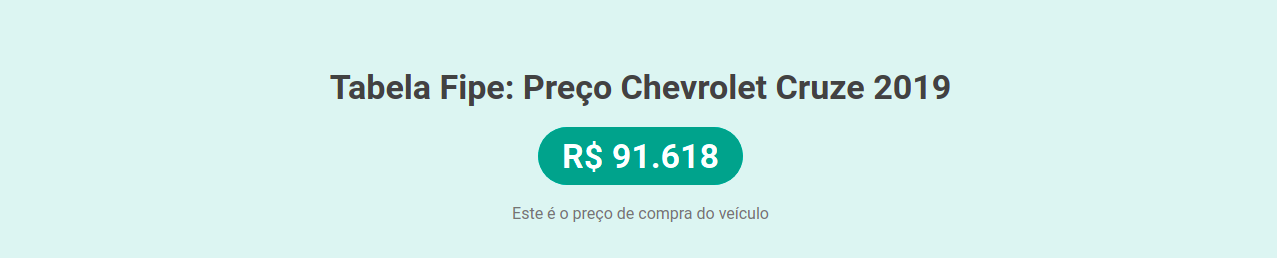 Tabela Fipe: Preço Chevrolet Cruze 2019
R$ 91.618
Este é o preço de compra do veículo